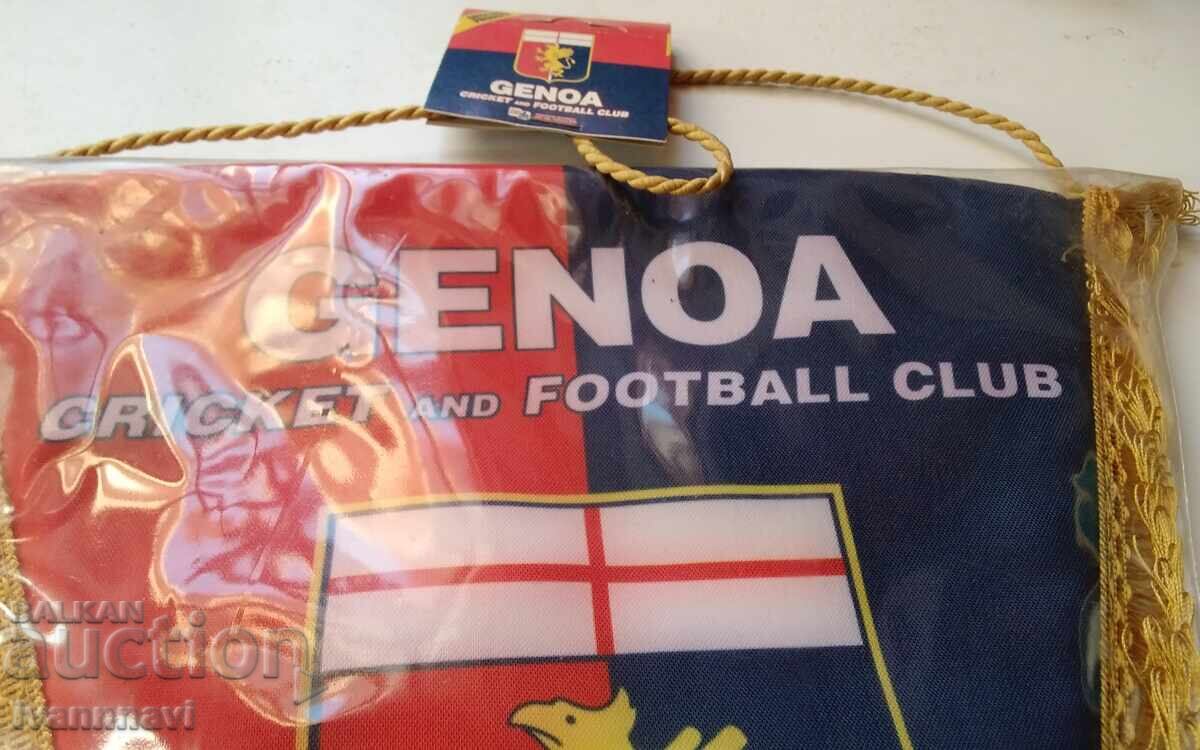 GENOA
CRICKET AND FOOTBALL CLUB
GENOA
CRICKET AND FOOTBALL CLUB
BALKAN
auction
ivannnavi